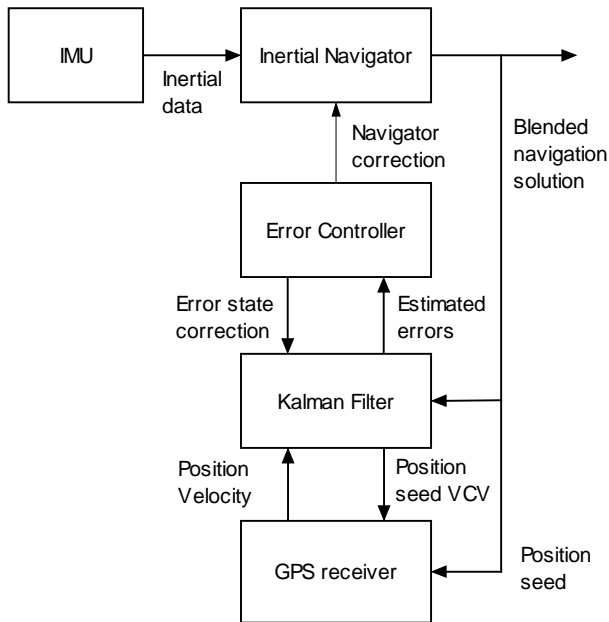 IMU
Inertial Navigator
Inertial
data
Navigator
correction
Blended
navigation
solution
Error Controller
Error state
correction
Estimated
errors
Kalman Filter
Position
Velocity
Position
seed VCV
GPS receiver
Position
seed